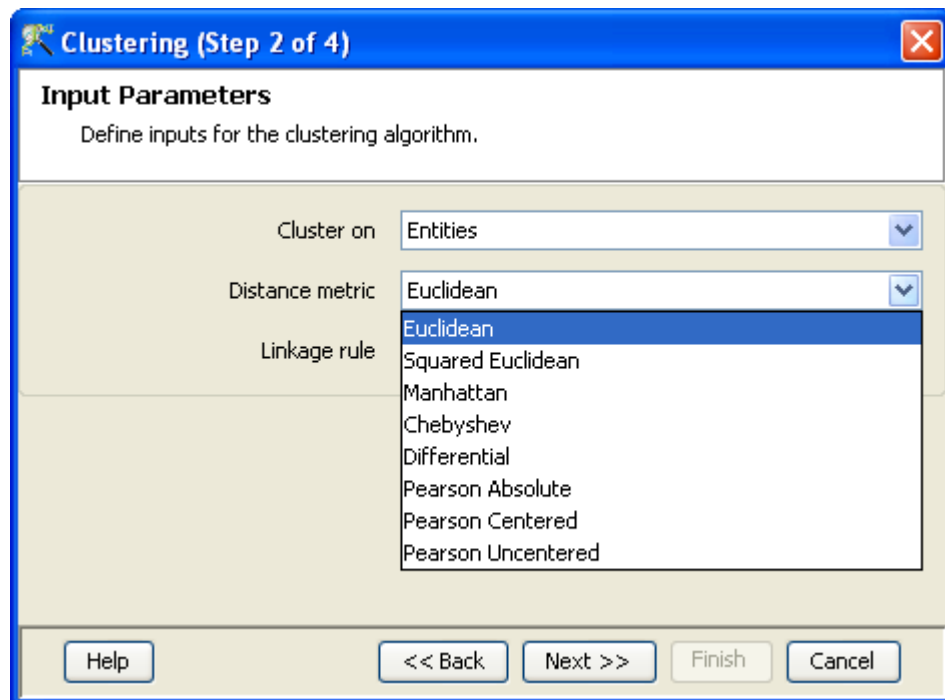 Clustering (Step 2 of 4)
Input Parameters
Define inputs for the clustering algorithm.
Cluster on Entities
Distance metric Euclidean
Euclidean
Linkage rule
Squared Euclidean
Manhattan
Chebyshev
Differential
Pearson Absolute
Pearson Centered
Pearson Uncentered
Help << Back Next >> Finish Cancel